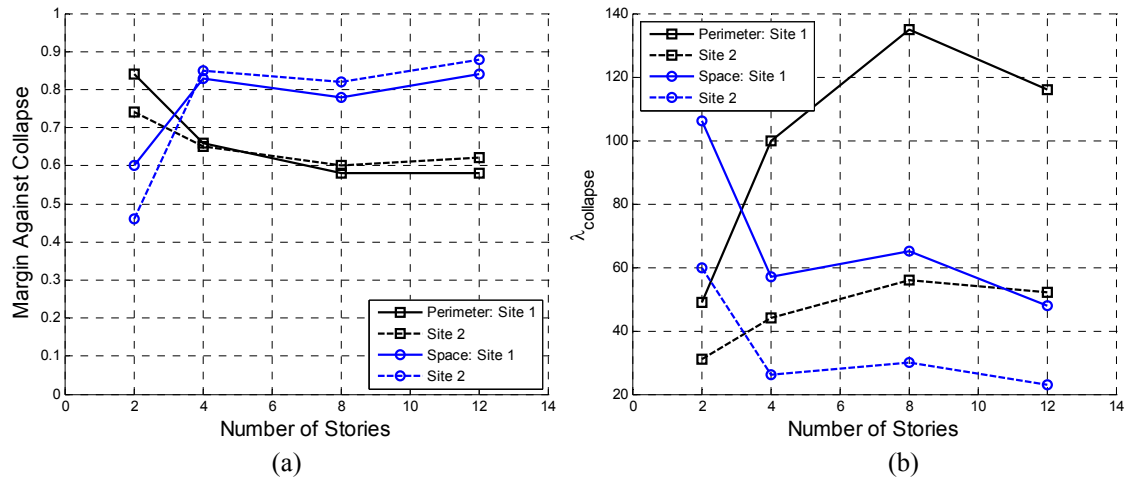 1
0.9
0.8
0.7
0.6
0.5
0.4
0.3
0.2
0.1
0
0 2 4 6 8 10 12 14
Margin Against Collapse
Number of Stories
Perimeter: Site 1
Site 2
Space: Site 1
Site 2
(a)
140
120
100
80
60
40
20
0 2 4 6 8 10 12 14
λcollapse
Number of Stories
Perimeter: Site 1
Site 2
Space: Site 1
Site 2
(b)